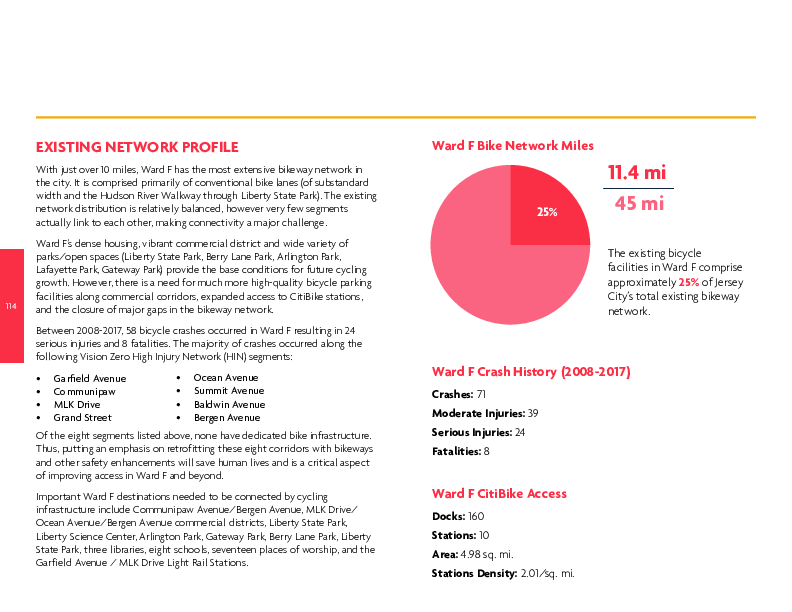 EXISTING NETWORK PROFILE
With just over 10 miles, Ward F has the most extensive bikeway network in
the city. It is comprised primarily of conventional bike lanes (of substandard
width and the Hudson River Walkway through Liberty State Park). The existing
network distribution is relatively balanced, however very few segments
actually link to each other, making connectivity a major challenge.
Ward F's dense housing, vibrant commercial district and wide variety of
parks/open spaces (Liberty State Park, Berry Lane Park, Arlington Park,
Lafayette Park, Gateway Park) provide the base conditions for future cycling
growth. However, there is a need for much more high-quality bicycle parking
facilities along commercial corridors, expanded access to CitiBike stations,
and the closure of major gaps in the bikeway network.
114
Between 2008-2017, 58 bicycle crashes occurred in Ward F resulting in 24
serious injuries and 8 fatalities. The majority of crashes occurred along the
following Vision Zero High Injury Network (HIN) segments:
• Garfield Avenue
• Communipaw
• MLK Drive
• Grand Street
• Ocean Avenue
• Summit Avenue
• Baldwin Avenue
• Bergen Avenue
Of the eight segments listed above, none have dedicated bike infrastructure.
Thus, putting an emphasis on retrofitting these eight corridors with bikeways
and other safety enhancements will save human lives and is a critical aspect
of improving access in Ward F and beyond.
Important Ward F destinations needed to be connected by cycling
infrastructure include Communipaw Avenue/Bergen Avenue, MLK Drive/
Ocean Avenue/Bergen Avenue commercial districts, Liberty State Park,
Liberty Science Center, Arlington Park, Gateway Park, Berry Lane Park, Liberty
State Park, three libraries, eight schools, seventeen places of worship, and the
Garfield Avenue / MLK Drive Light Rail Stations.
Ward F Bike Network Miles
25%
11.4 mi
45 mi
The existing bicycle
facilities in Ward F comprise
approximately 25% of Jersey
City's total existing bikeway
network.
Ward F Crash History (2008-2017)
Crashes: 71
Moderate Injuries: 39
Serious Injuries: 24
Fatalities: 8
Ward F CitiBike Access
Docks: 160
Stations: 10
Area: 4.98 sq. mi.
Stations Density: 2.01/sq. mi.